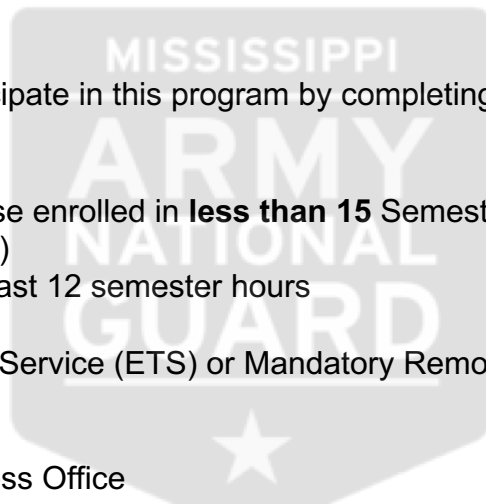 MISSISSIPPI
cipate in this program by completing
ARMY
se enrolled in less than 15 Semest
NATIONAL
)
ast 12 semester hours
GUARD
Service (ETS) or Mandatory Remo
ss Office